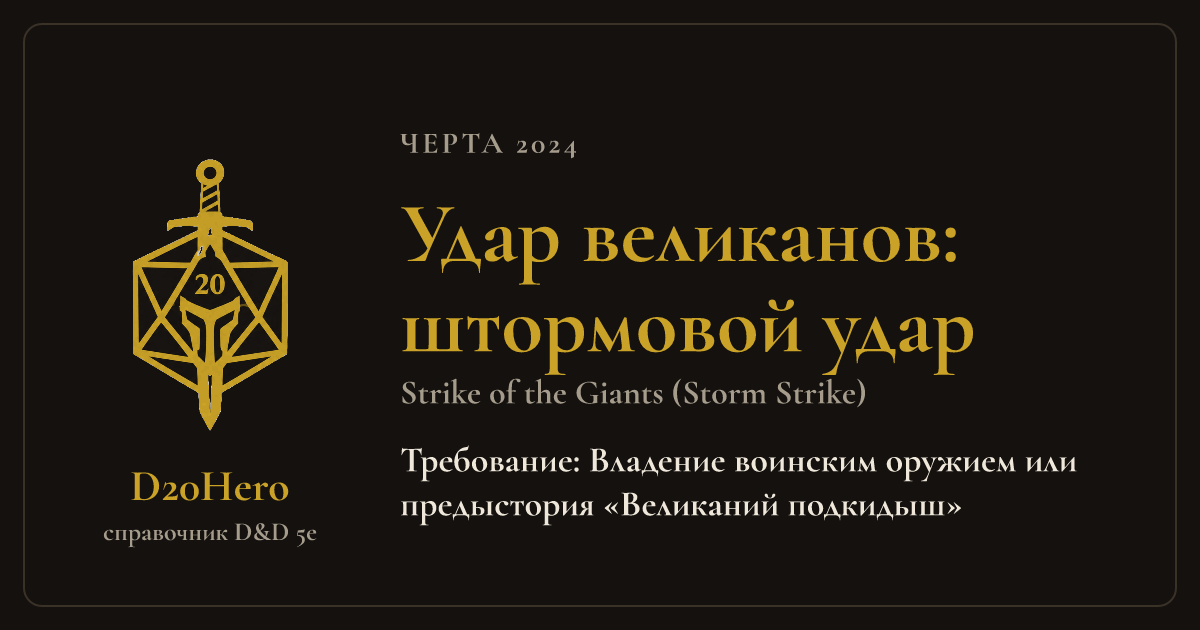 ЧЕРТА 2024
Удар великанов:
штормовой удар
Strike of the Giants (Storm Strike)
Требование: Владение воинским оружием или
предыстория «Великаний подкидыш»
20
D20Hero
справочник D&D 5e